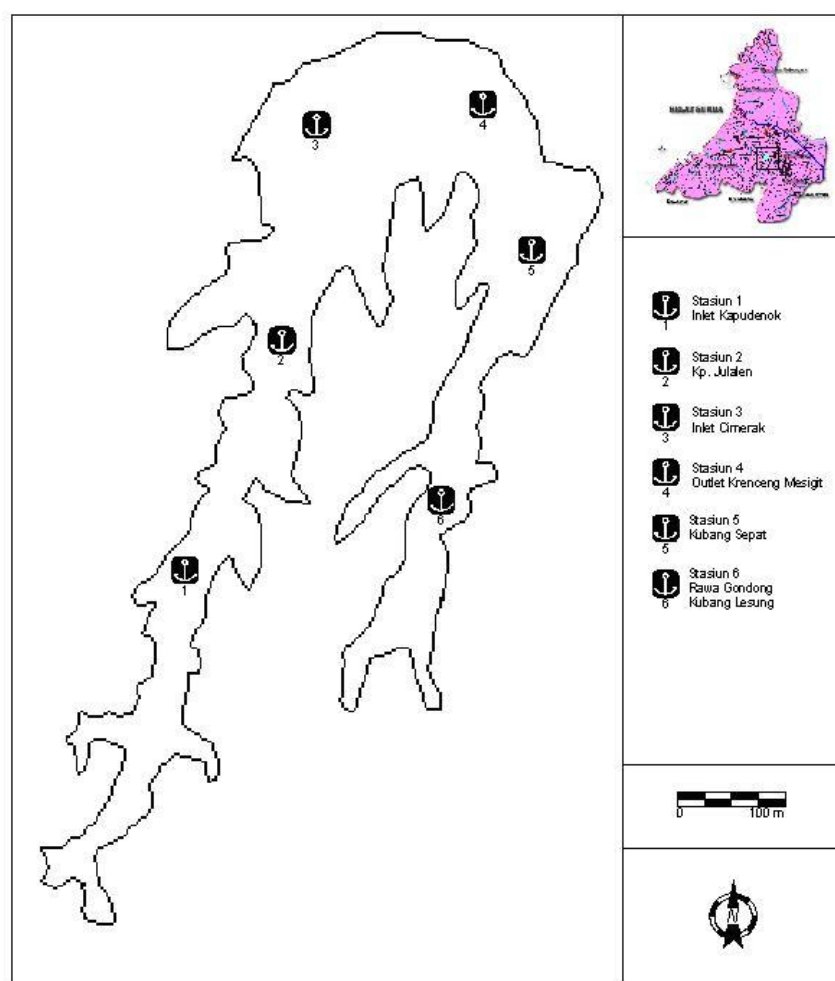 3
4
5
2
6
1
Stasiun 1
Inlet Kapudenok
1
Stasiun 2
Kp. Julalen
2
Stasiun 3
Inlet Cimerak
3
Stasiun 4
Outlet Krenceng Mesigit
4
Stasiun 5
Kubang Sepat
5
Stasiun 6
Rawa Gondong
Kubang Lesung
6
0 100 m
N